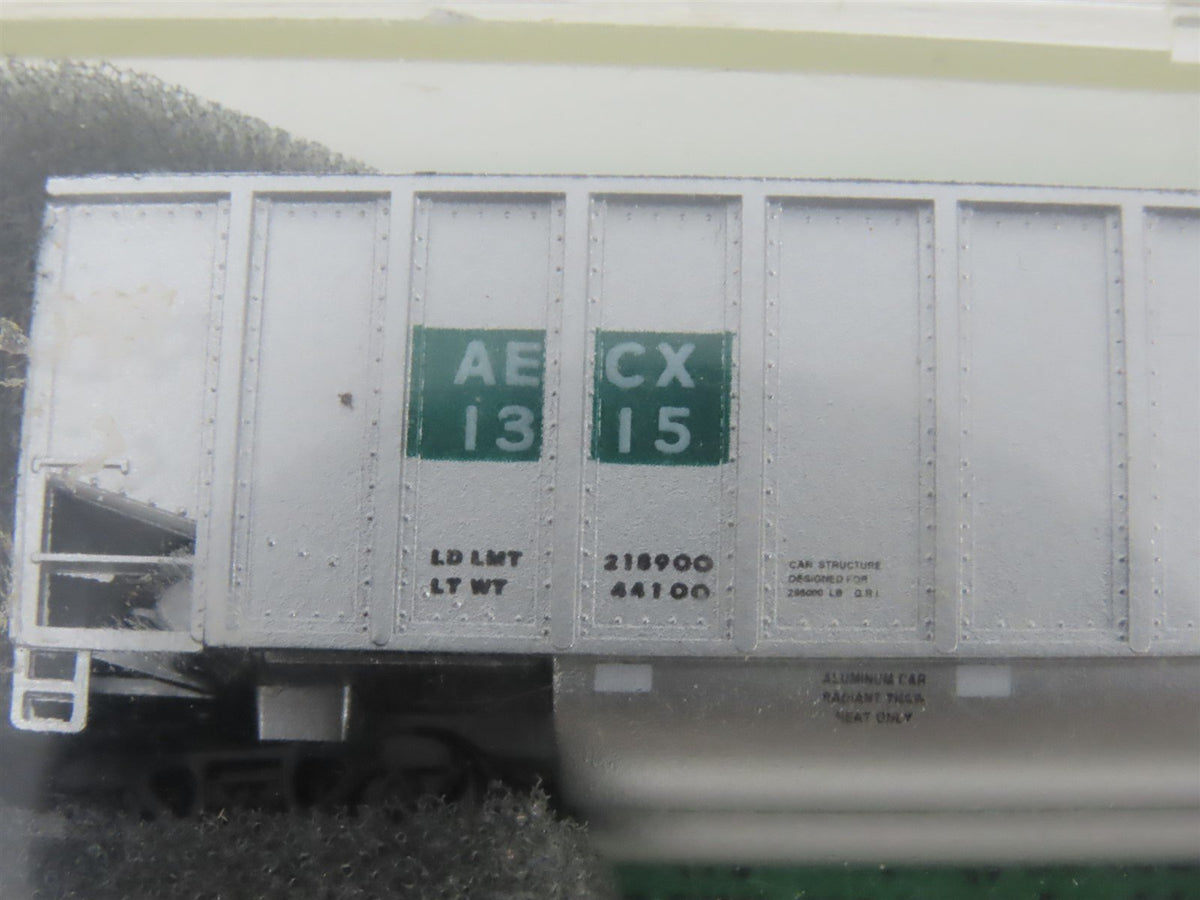 AE CX
13 15
LD LMT 218900
LT WT 44100
CAR STRUCTURE
DESIGNED FOR
LB G.R.L
ALUMINUM CAR
RADIANT
HEAT ONLY